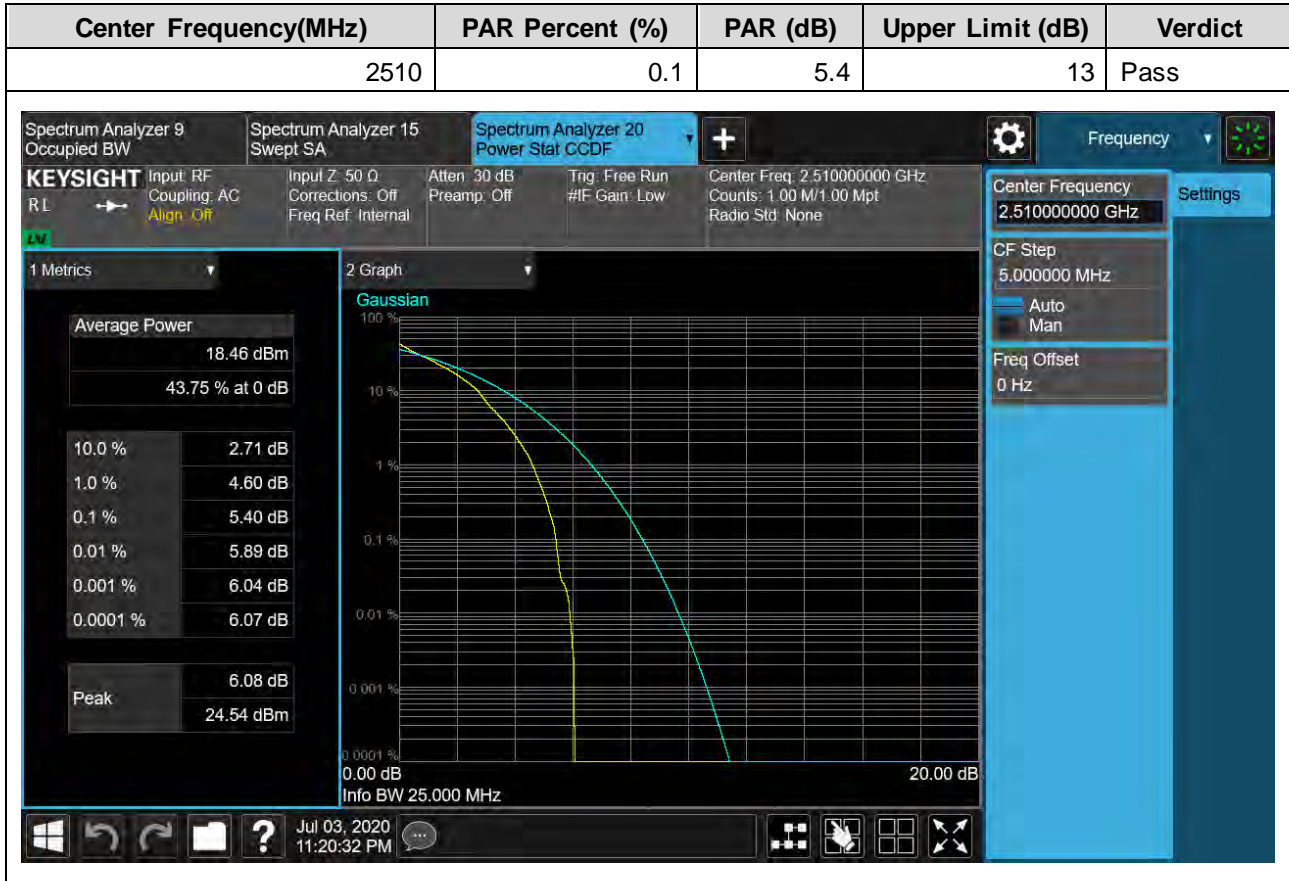 Center Frequency(MHz) PAR Percent (%) PAR (dB) Upper Limit (dB) Verdict
2510 0.1 5.4 13 Pass
Spectrum Analyzer 9 Spectrum Analyzer 15 Spectrum Analyzer 20 Frequency
Occupied BW Swept SA Power Stat CCDF
KEYSIGHT Input: RF Input Z: 50 Ω Atten: 30 dB Trig: Free Run Center Freq: 2.510000000 GHz
RL Coupling: AC Corrections: Off Preamp: Off #IF Gain: Low Counts: 1.00 M/1.00 Mpt
Align: Off Freq Ref: Internal Radio Std: None
Center Frequency Settings
2.510000000 GHz
CF Step
5.000000 MHz
Auto
Man
Freq Offset
0 Hz
1 Metrics
Average Power
18.46 dBm
43.75 % at 0 dB
10.0 % 2.71 dB
1.0 % 4.60 dB
0.1 % 5.40 dB
0.01 % 5.89 dB
0.001 % 6.04 dB
0.0001 % 6.07 dB
Peak 6.08 dB
24.54 dBm
2 Graph
Gaussian
100 %
10 %
1 %
0.1 %
0.01 %
0.001 %
0.0001 %
0.00 dB 20.00 dB
Info BW 25.000 MHz
? Jul 03, 2020
11:20:32 PM